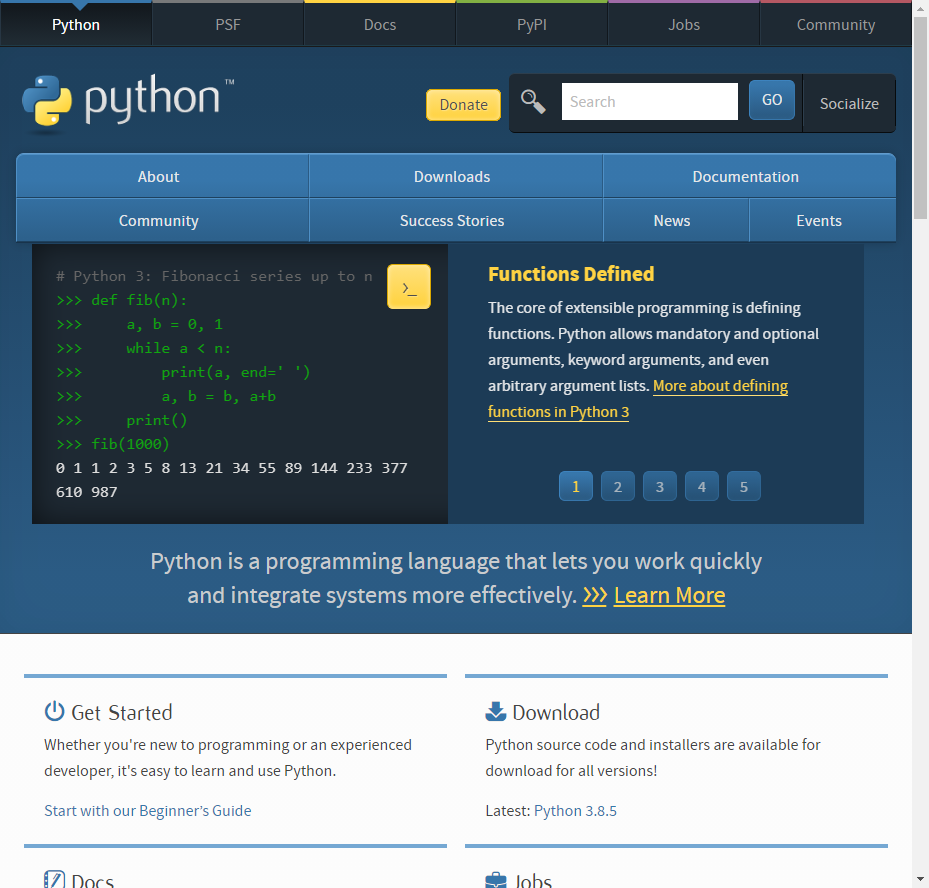 Python PSF Docs PyPI Jobs Community
python™
Donate Search GO Socialize
About Downloads Documentation
Community Success Stories News Events
# Python 3: Fibonacci series up to n
>>> def fib(n):
>>>     a, b = 0, 1
>>>     while a < n:
>>>         print(a, end=' ')
>>>         a, b = b, a+b
>>>     print()
>>> fib(1000)
0 1 1 2 3 5 8 13 21 34 55 89 144 233 377
610 987
>_
Functions Defined
The core of extensible programming is defining
functions. Python allows mandatory and optional
arguments, keyword arguments, and even
arbitrary argument lists. More about defining
functions in Python 3
1 2 3 4 5
Python is a programming language that lets you work quickly
and integrate systems more effectively. >>> Learn More
Get Started
Whether you're new to programming or an experienced
developer, it's easy to learn and use Python.
Start with our Beginner’s Guide
Download
Python source code and installers are available for
download for all versions!
Latest: Python 3.8.5
Docs
Jobs